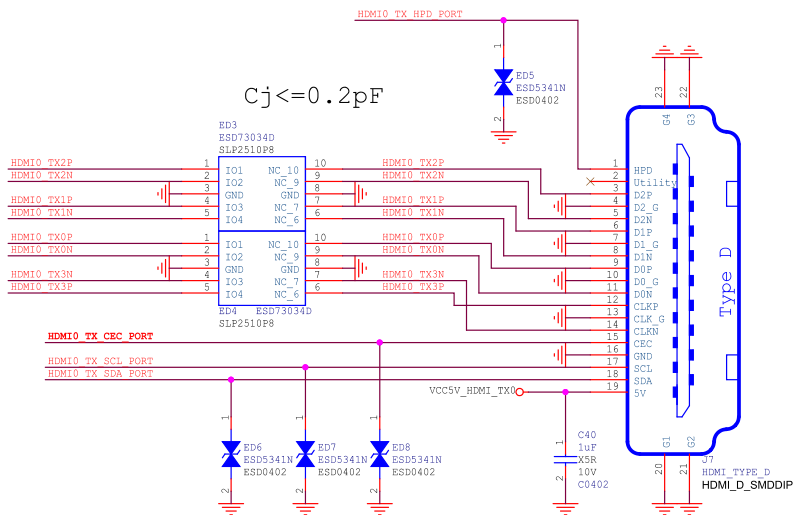 HDMI0_TX_HPD_PORT
1
ED5
ESD5341N
ESD0402
2
Cj<=0.2pF
ED3
ESD73034D
SLP2510P8
HDMI0_TX2P 1 IO1 NC_10 10 HDMI0_TX2P
HDMI0_TX2N 2 IO2 NC_9 9 HDMI0_TX2N
3 GND GND 8
HDMI0_TX1P 4 IO3 NC_7 7 HDMI0_TX1P
HDMI0_TX1N 5 IO4 NC_6 6 HDMI0_TX1N
HDMI0_TX0P 1 IO1 NC_10 10 HDMI0_TX0P
HDMI0_TX0N 2 IO2 NC_9 9 HDMI0_TX0N
3 GND GND 8
HDMI0_TX3N 4 IO3 NC_7 7 HDMI0_TX3N
HDMI0_TX3P 5 IO4 NC_6 6 HDMI0_TX3P
ED4 ESD73034D
SLP2510P8
23 22
G4 G3
1 HPD
2 Utility
3 D2P
4 D2_G
5 D2N
6 D1P
7 D1_G
8 D1N
9 D0P
10 D0_G
11 D0N
12 CLKP
13 CLK_G
14 CLKN
15 CEC
16 GND
17 SCL
18 SDA
19 5V
Type D
G1 G2
20 21
J7
HDMI_TYPE_D
HDMI_D_SMDDIP
HDMI0_TX_CEC_PORT
HDMI0_TX_SCL_PORT
HDMI0_TX_SDA_PORT
VCC5V_HDMI_TX0
1 1 1
ED6 ED7 ED8
ESD5341N ESD5341N ESD5341N
ESD0402 ESD0402 ESD0402
2 2 2
1
C40
1uF
X5R
10V
C0402
2